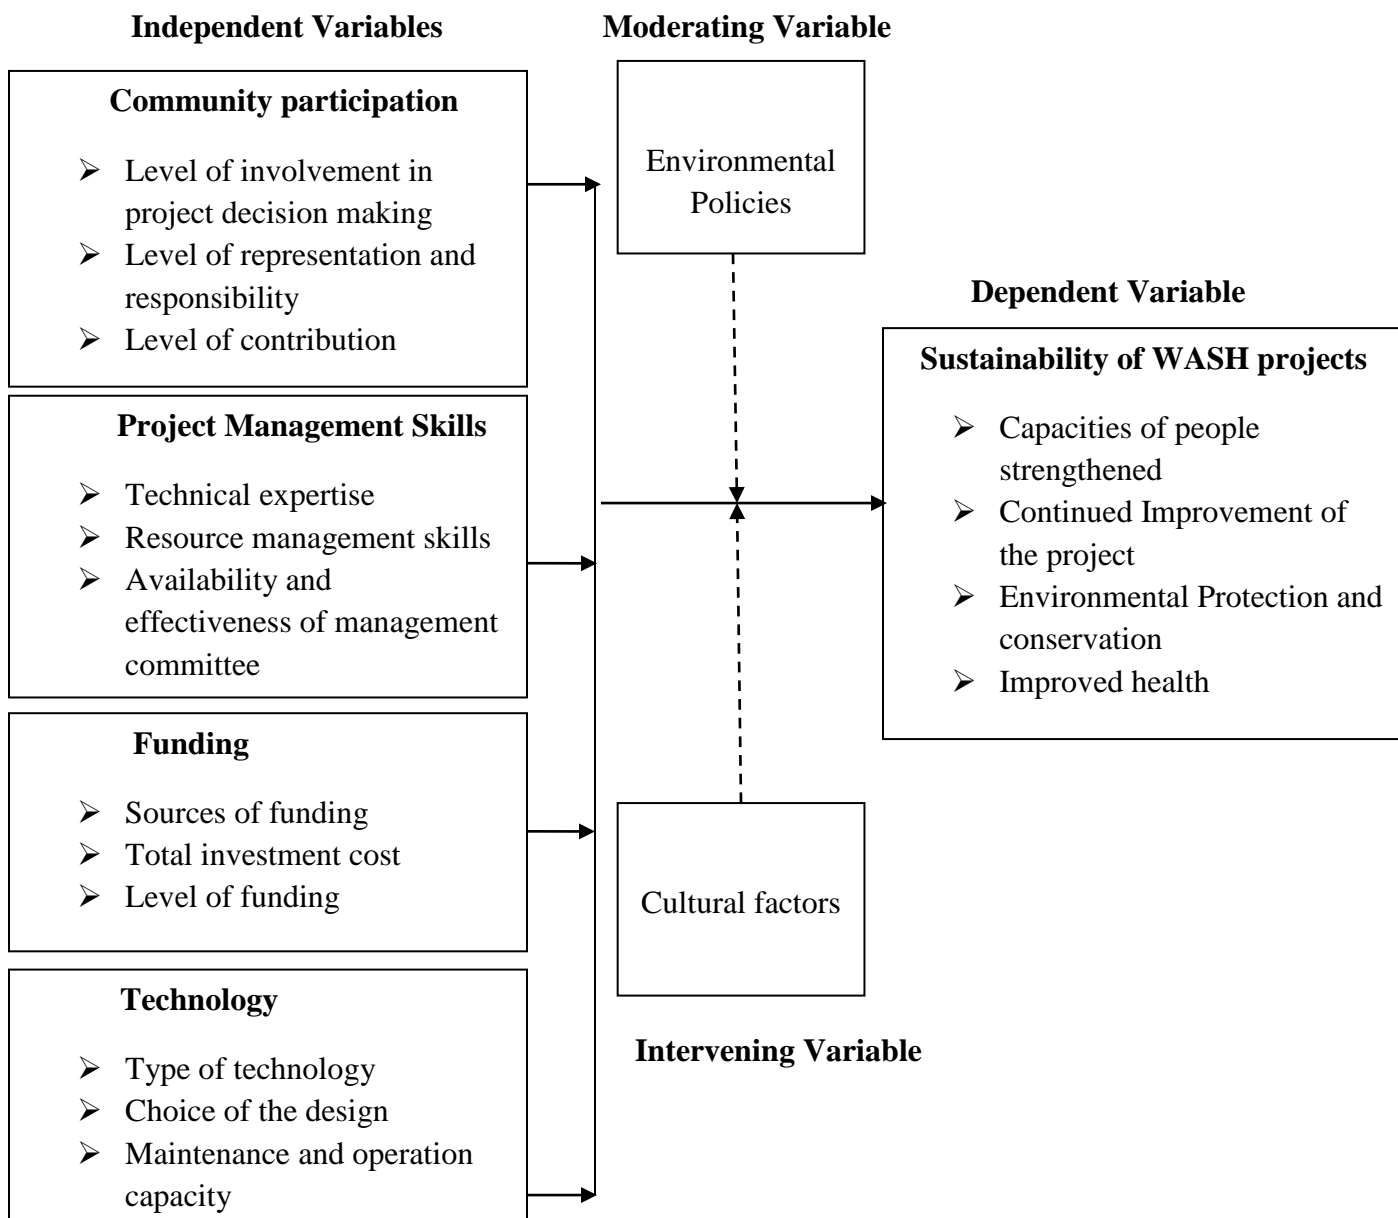 Independent Variables
Moderating Variable
Community participation
➢ Level of involvement in
project decision making
➢ Level of representation and
responsibility
➢ Level of contribution
Project Management Skills
➢ Technical expertise
➢ Resource management skills
➢ Availability and
effectiveness of management
committee
Funding
➢ Sources of funding
➢ Total investment cost
➢ Level of funding
Technology
➢ Type of technology
➢ Choice of the design
➢ Maintenance and operation
capacity
Environmental
Policies
Cultural factors
Intervening Variable
Dependent Variable
Sustainability of WASH projects
➢ Capacities of people
strengthened
➢ Continued Improvement of
the project
➢ Environmental Protection and
conservation
➢ Improved health